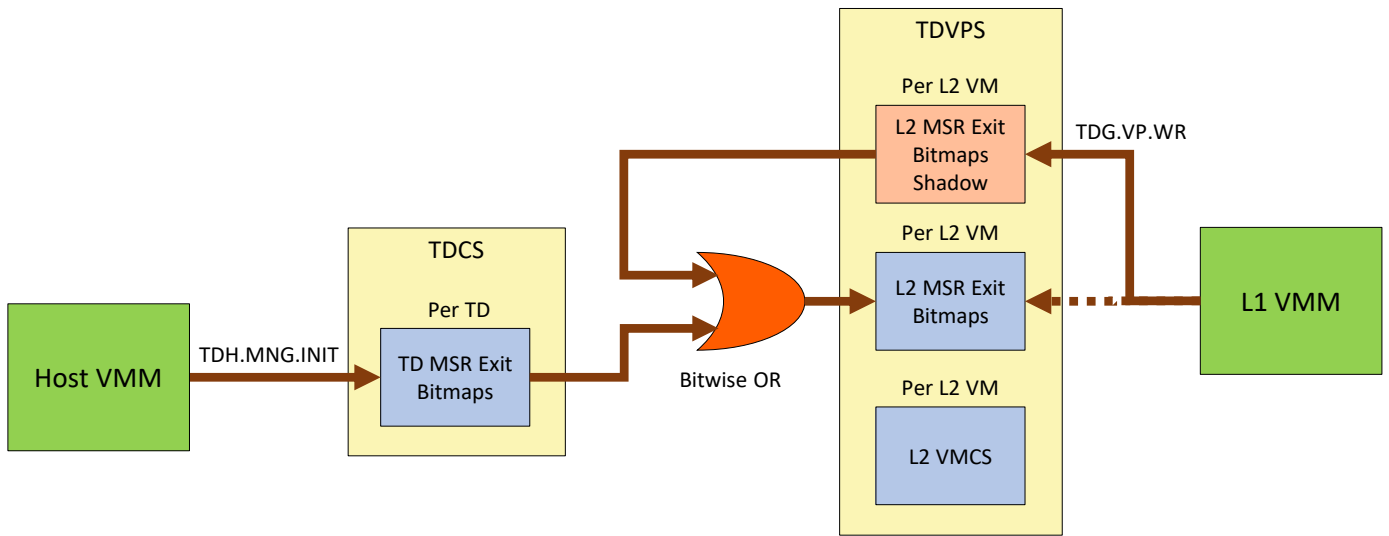 TDVPS
Per L2 VM
L2 MSR Exit
Bitmaps
Shadow
TDG.VP.WR
TDCS
Per L2 VM
L2 MSR Exit
Bitmaps
L1 VMM
Per TD
TDH.MNG.INIT
TD MSR Exit
Bitmaps
Host VMM
Bitwise OR
Per L2 VM
L2 VMCS